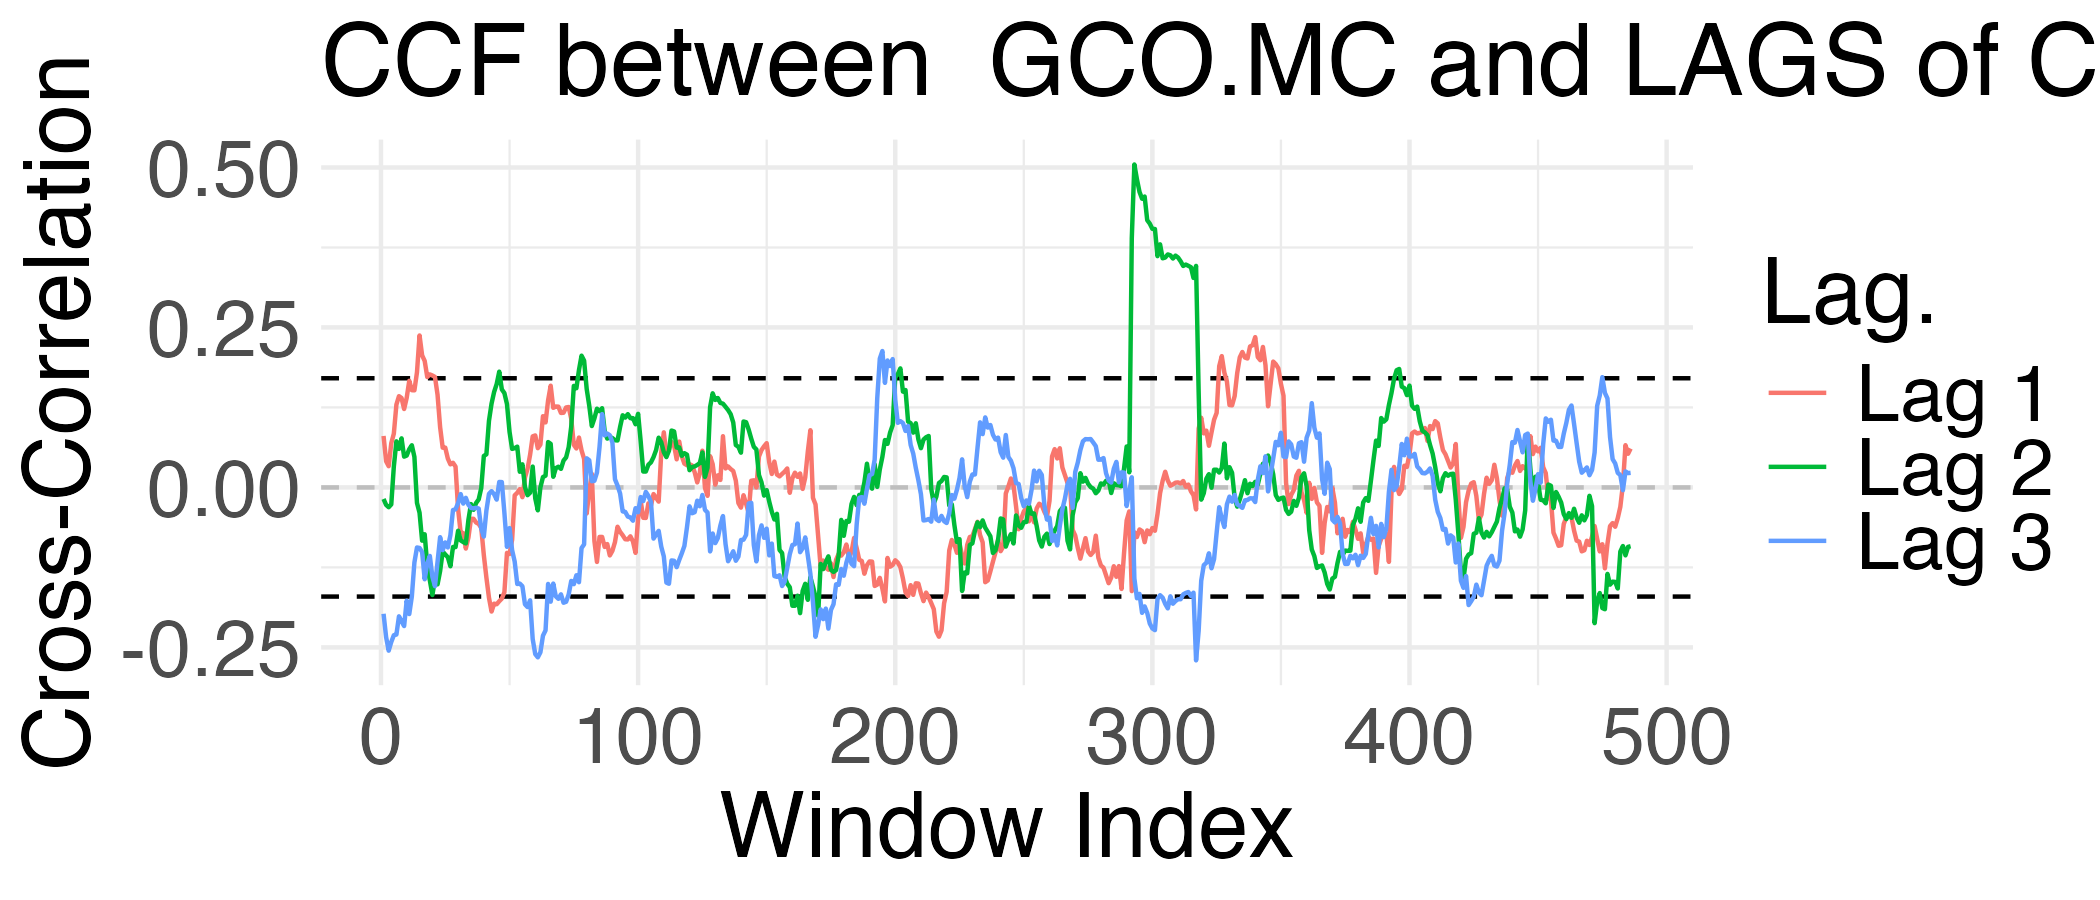 CCF between  GCO.MC and LAGS of C
Cross-Correlation
0.50
0.25
0.00
-0.25
0 100 200 300 400 500
Window Index
Lag.
Lag 1
Lag 2
Lag 3